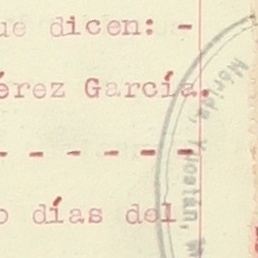 ue dicen: -
érez García.
- - - - - - -
o días del
Mérida, Yucatán,